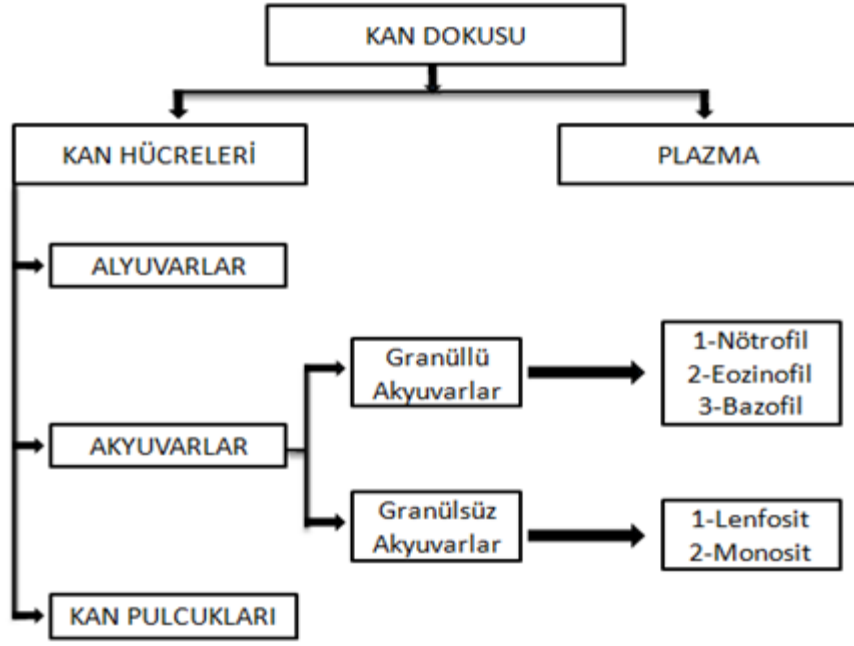 KAN DOKUSU
KAN HÜCRELERİ
PLAZMA
ALYUVARLAR
Granüllü
Akyuvarlar
1-Nötrofil
2-Eozinofil
3-Bazofil
AKYUVARLAR
Granülsüz
Akyuvarlar
1-Lenfosit
2-Monosit
KAN PULCUKLARI